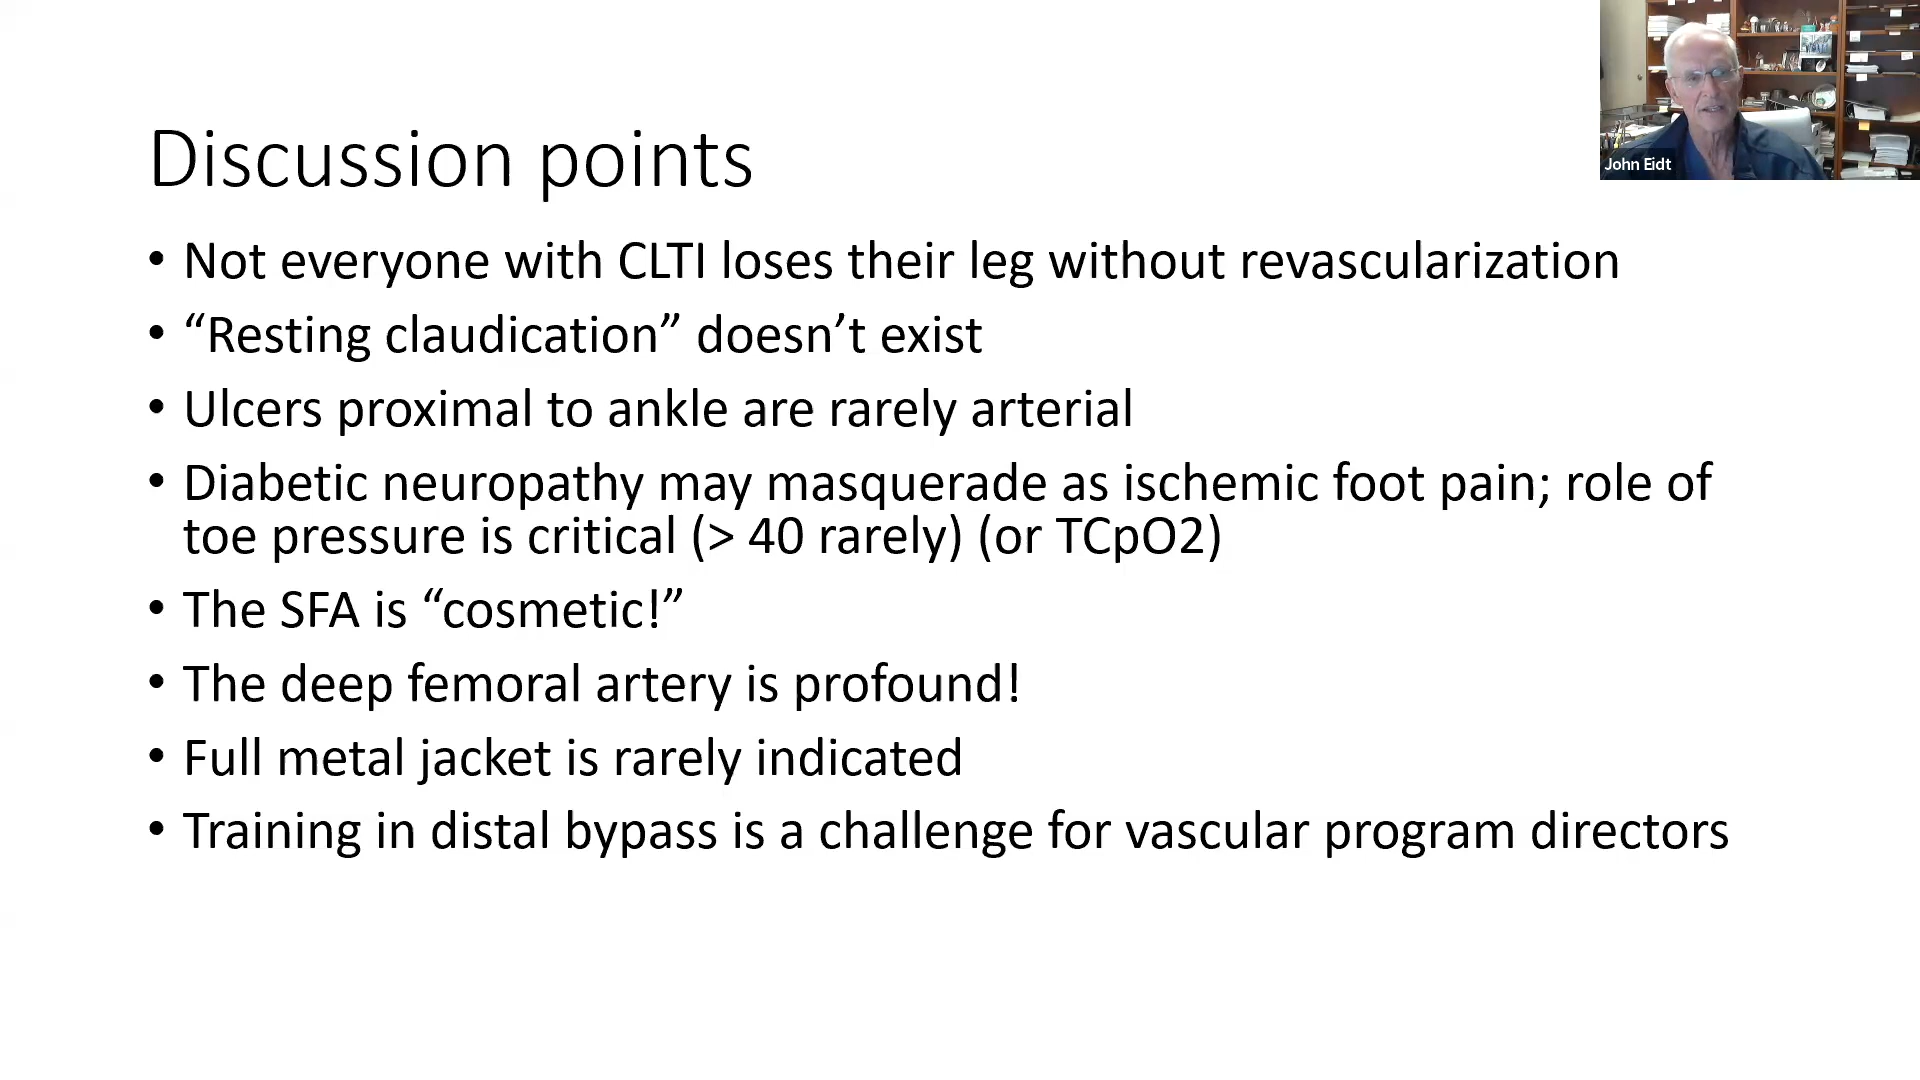 John Eidt
Discussion points
• Not everyone with CLTI loses their leg without revascularization
• “Resting claudication” doesn’t exist
• Ulcers proximal to ankle are rarely arterial
• Diabetic neuropathy may masquerade as ischemic foot pain; role of
toe pressure is critical (> 40 rarely) (or TCpO2)
• The SFA is “cosmetic!”
• The deep femoral artery is profound!
• Full metal jacket is rarely indicated
• Training in distal bypass is a challenge for vascular program directors